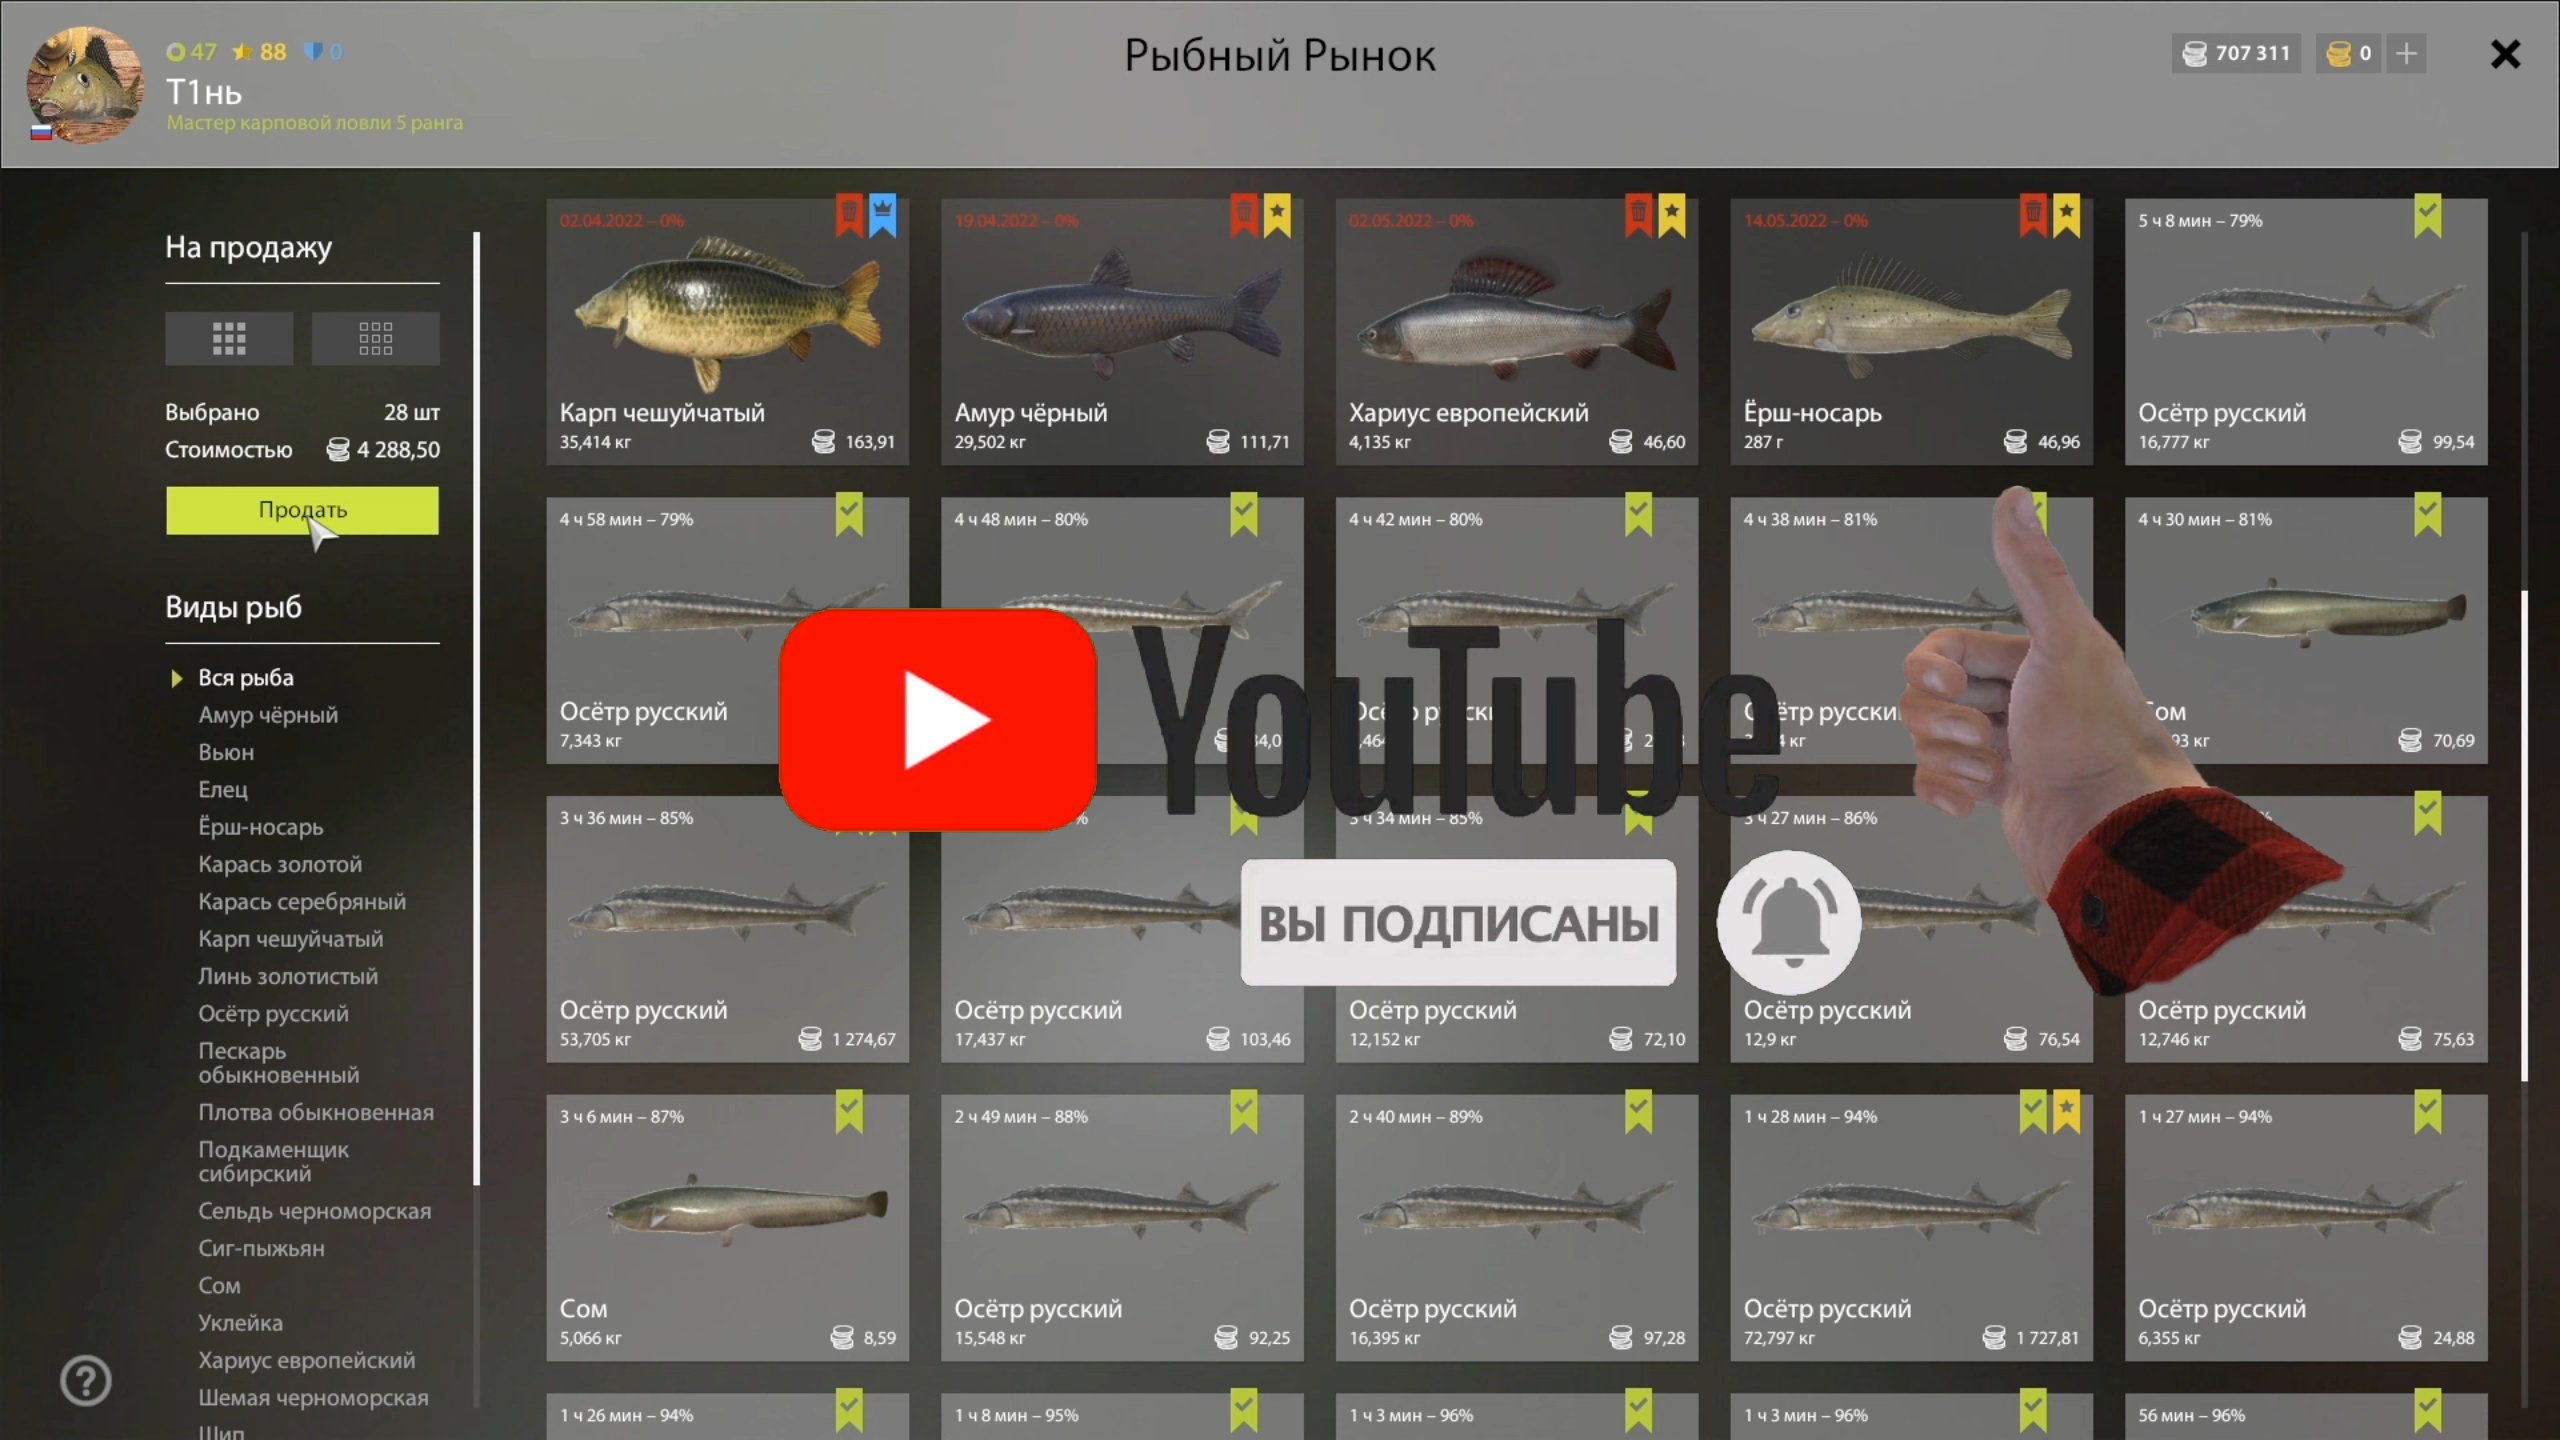 47 88 0
Т1нь
Мастер карповой ловли 5 ранга
Рыбный Рынок
707 311 0
На продажу
Выбрано 28 шт
Стоимостью 4 288,50
Продать
Виды рыб
Вся рыба
Амур чёрный
Вьюн
Елец
Ёрш-носарь
Карась золотой
Карась серебряный
Карп чешуйчатый
Линь золотистый
Осётр русский
Пескарь
обыкновенный
Плотва обыкновенная
Подкаменщик
сибирский
Сельдь черноморская
Сиг-пыжьян
Сом
Уклейка
Хариус европейский
Шемая черноморская
Шип
02.04.2022 – 0%
Карп чешуйчатый
35,414 кг 163,91
19.04.2022 – 0%
Амур чёрный
29,502 кг 111,71
02.05.2022 – 0%
Хариус европейский
4,135 кг 46,60
14.05.2022 – 0%
Ёрш-носарь
287 г 46,96
5 ч 8 мин – 79%
Осётр русский
16,777 кг 99,54
4 ч 58 мин – 79%
Осётр русский
7,343 кг
4 ч 48 мин – 80%
4 ч 42 мин – 80%
4 ч 38 мин – 81%
4 ч 30 мин – 81%
70,69
YouTube
ВЫ ПОДПИСАНЫ
3 ч 36 мин – 85%
Осётр русский
53,705 кг 1 274,67
Осётр русский
17,437 кг 103,46
3 ч 34 мин – 85%
Осётр русский
12,152 кг 72,10
3 ч 27 мин – 86%
Осётр русский
12,9 кг 76,54
Осётр русский
12,746 кг 75,63
3 ч 6 мин – 87%
Сом
5,066 кг 8,59
2 ч 49 мин – 88%
Осётр русский
15,548 кг 92,25
2 ч 40 мин – 89%
Осётр русский
16,395 кг 97,28
1 ч 28 мин – 94%
Осётр русский
72,797 кг 1 727,81
1 ч 27 мин – 94%
Осётр русский
6,355 кг 24,88
1 ч 26 мин – 94%
1 ч 8 мин – 95%
1 ч 3 мин – 96%
1 ч 3 мин – 96%
56 мин – 96%